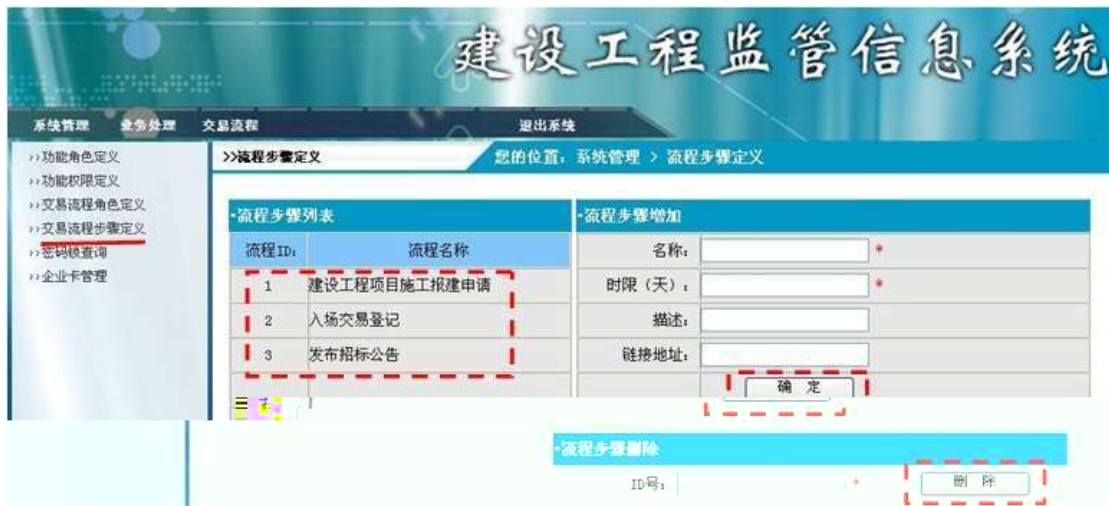 建设工程监管信息系统
系统管理 业务处理 交易流程 退出系统
>>功能角色定义
>>功能权限定义
>>交易流程角色定义
>>交易流程步骤定义
>>密码锁查询
>>企业卡管理
>>流程步骤定义 您的位置：系统管理 > 流程步骤定义
·流程步骤列表
流程ID： 流程名称
1 建设工程项目施工报建申请
2 入场交易登记
3 发布招标公告
·流程步骤增加
名称： *
时限（天）： *
描述：
链接地址：
确 定
·流程步骤删除
ID号： * 删 除